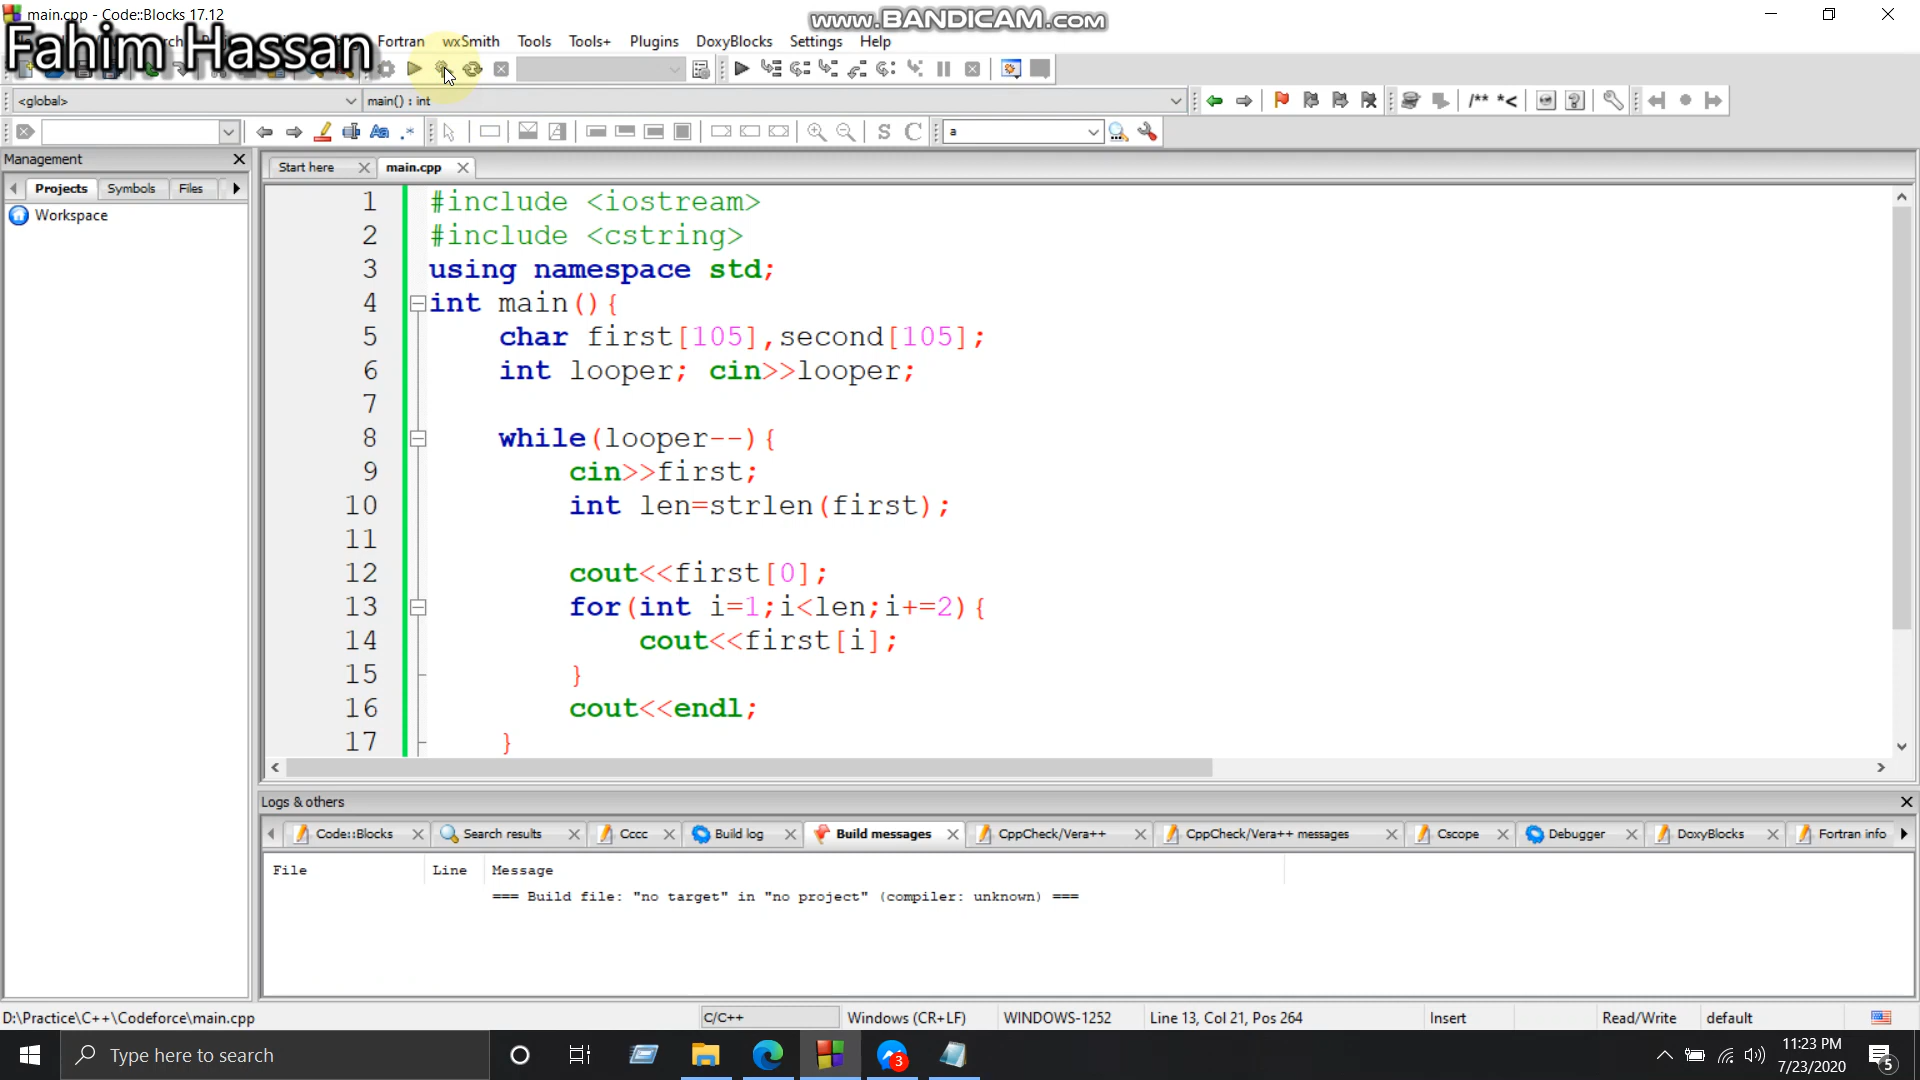 main.cpp - Code::Blocks 17.12
www.BANDICAM.com
Fahim Hassan
Fortran wxSmith Tools Tools+ Plugins DoxyBlocks Settings Help
<global>
main() : int
/** *<
Aa .*
S C
a
Management
Projects Symbols Files
Workspace
Start here
main.cpp
1 #include <iostream>
2 #include <cstring>
3 using namespace std;
4 int main(){
5 char first[105],second[105];
6 int looper; cin>>looper;
7
8 while(looper--){
9 cin>>first;
10 int len=strlen(first);
11
12 cout<<first[0];
13 for(int i=1;i<len;i+=2){
14 cout<<first[i];
15 }
16 cout<<endl;
17 }
Logs & others
Code::Blocks Search results Cccc Build log Build messages CppCheck/Vera++ CppCheck/Vera++ messages Cscope Debugger DoxyBlocks Fortran info
File Line Message
=== Build file: "no target" in "no project" (compiler: unknown) ===
D:\Practice\C++\Codeforce\main.cpp C/C++ Windows (CR+LF) WINDOWS-1252 Line 13, Col 21, Pos 264 Insert Read/Write default
Type here to search
3
11:23 PM
7/23/2020
5